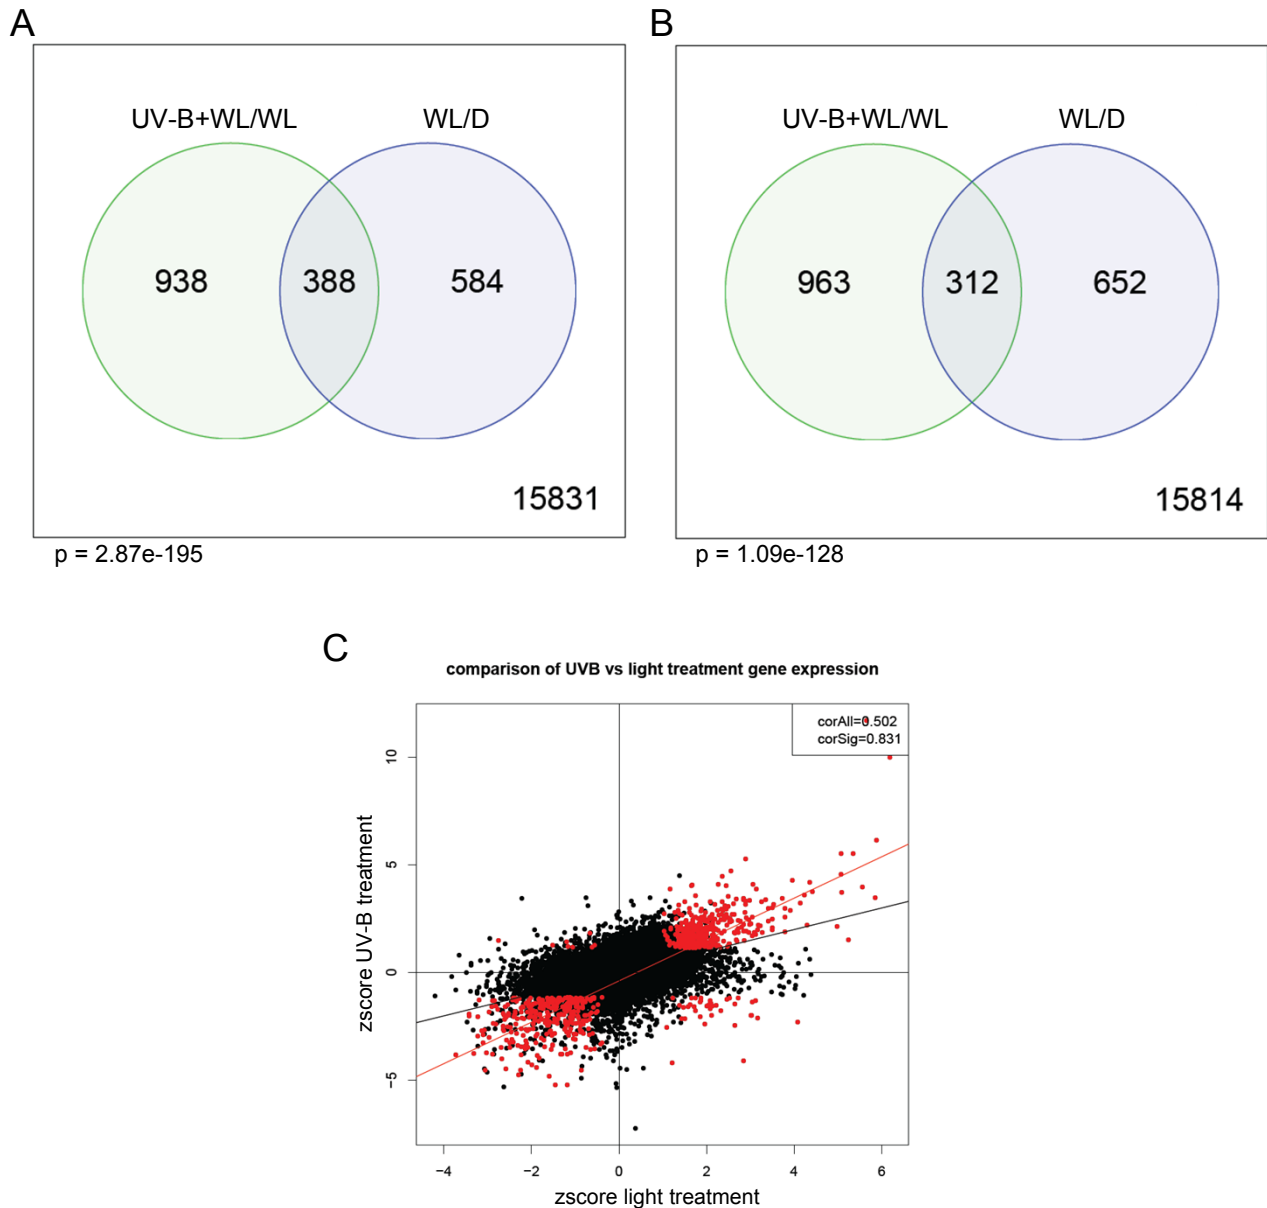 A
B
UV-B+WL/WL
WL/D
UV-B+WL/WL
WL/D
938
388
584
963
312
652
15831
15814
p = 2.87e-195
p = 1.09e-128
C
comparison of UVB vs light treatment gene expression
corAll=0.502
corSig=0.831
10
5
0
−5
zscore UV-B treatment
−4
−2
0
2
4
6
zscore light treatment